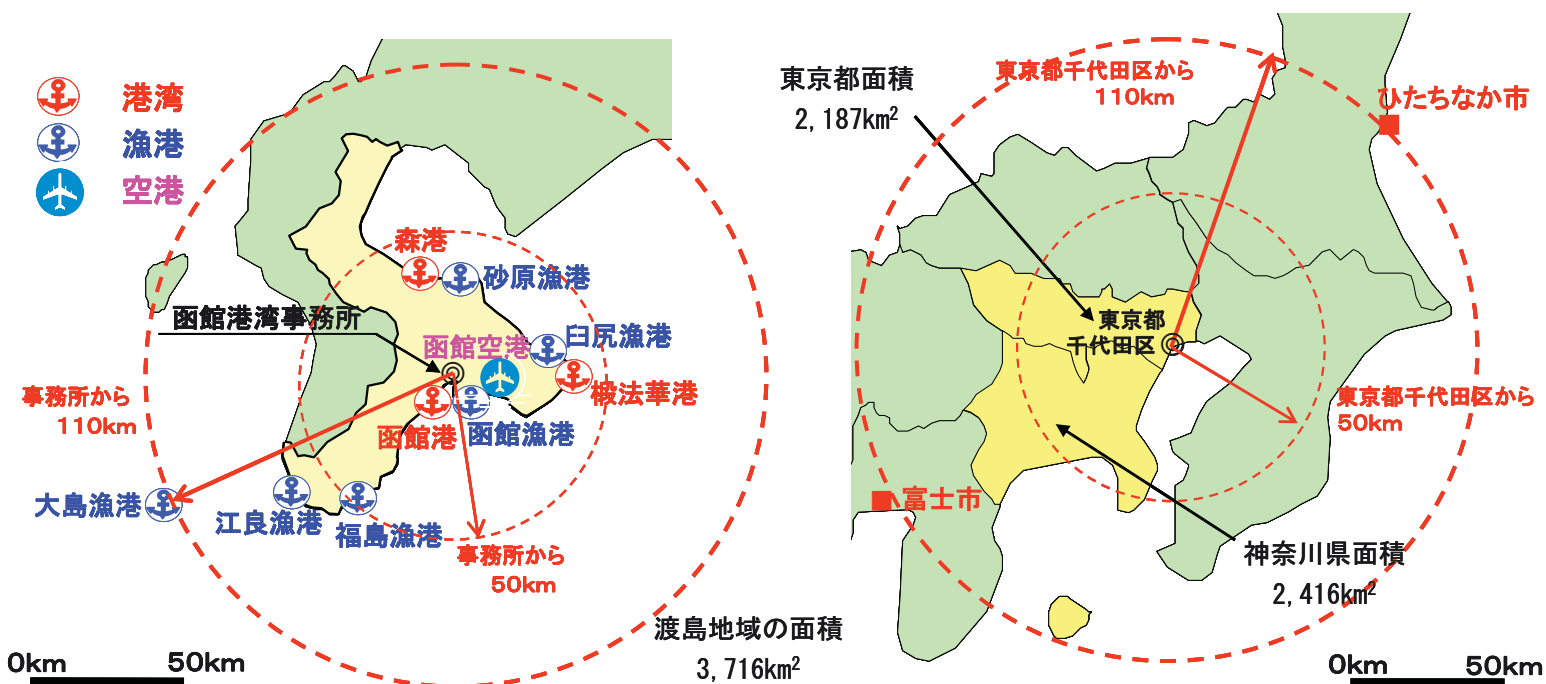 港湾
漁港
空港
森港
砂原漁港
函館港湾事務所
函館空港
臼尻漁港
椴法華港
事務所から
110km
函館港
函館漁港
大島漁港
江良漁港
福島漁港
事務所から
50km
渡島地域の面積
3,716km²
0km
50km
東京都面積
2,187km²
東京都千代田区から
110km
ひたちなか市
東京都
千代田区
東京都千代田区から
50km
富士市
神奈川県面積
2,416km²
0km
50km